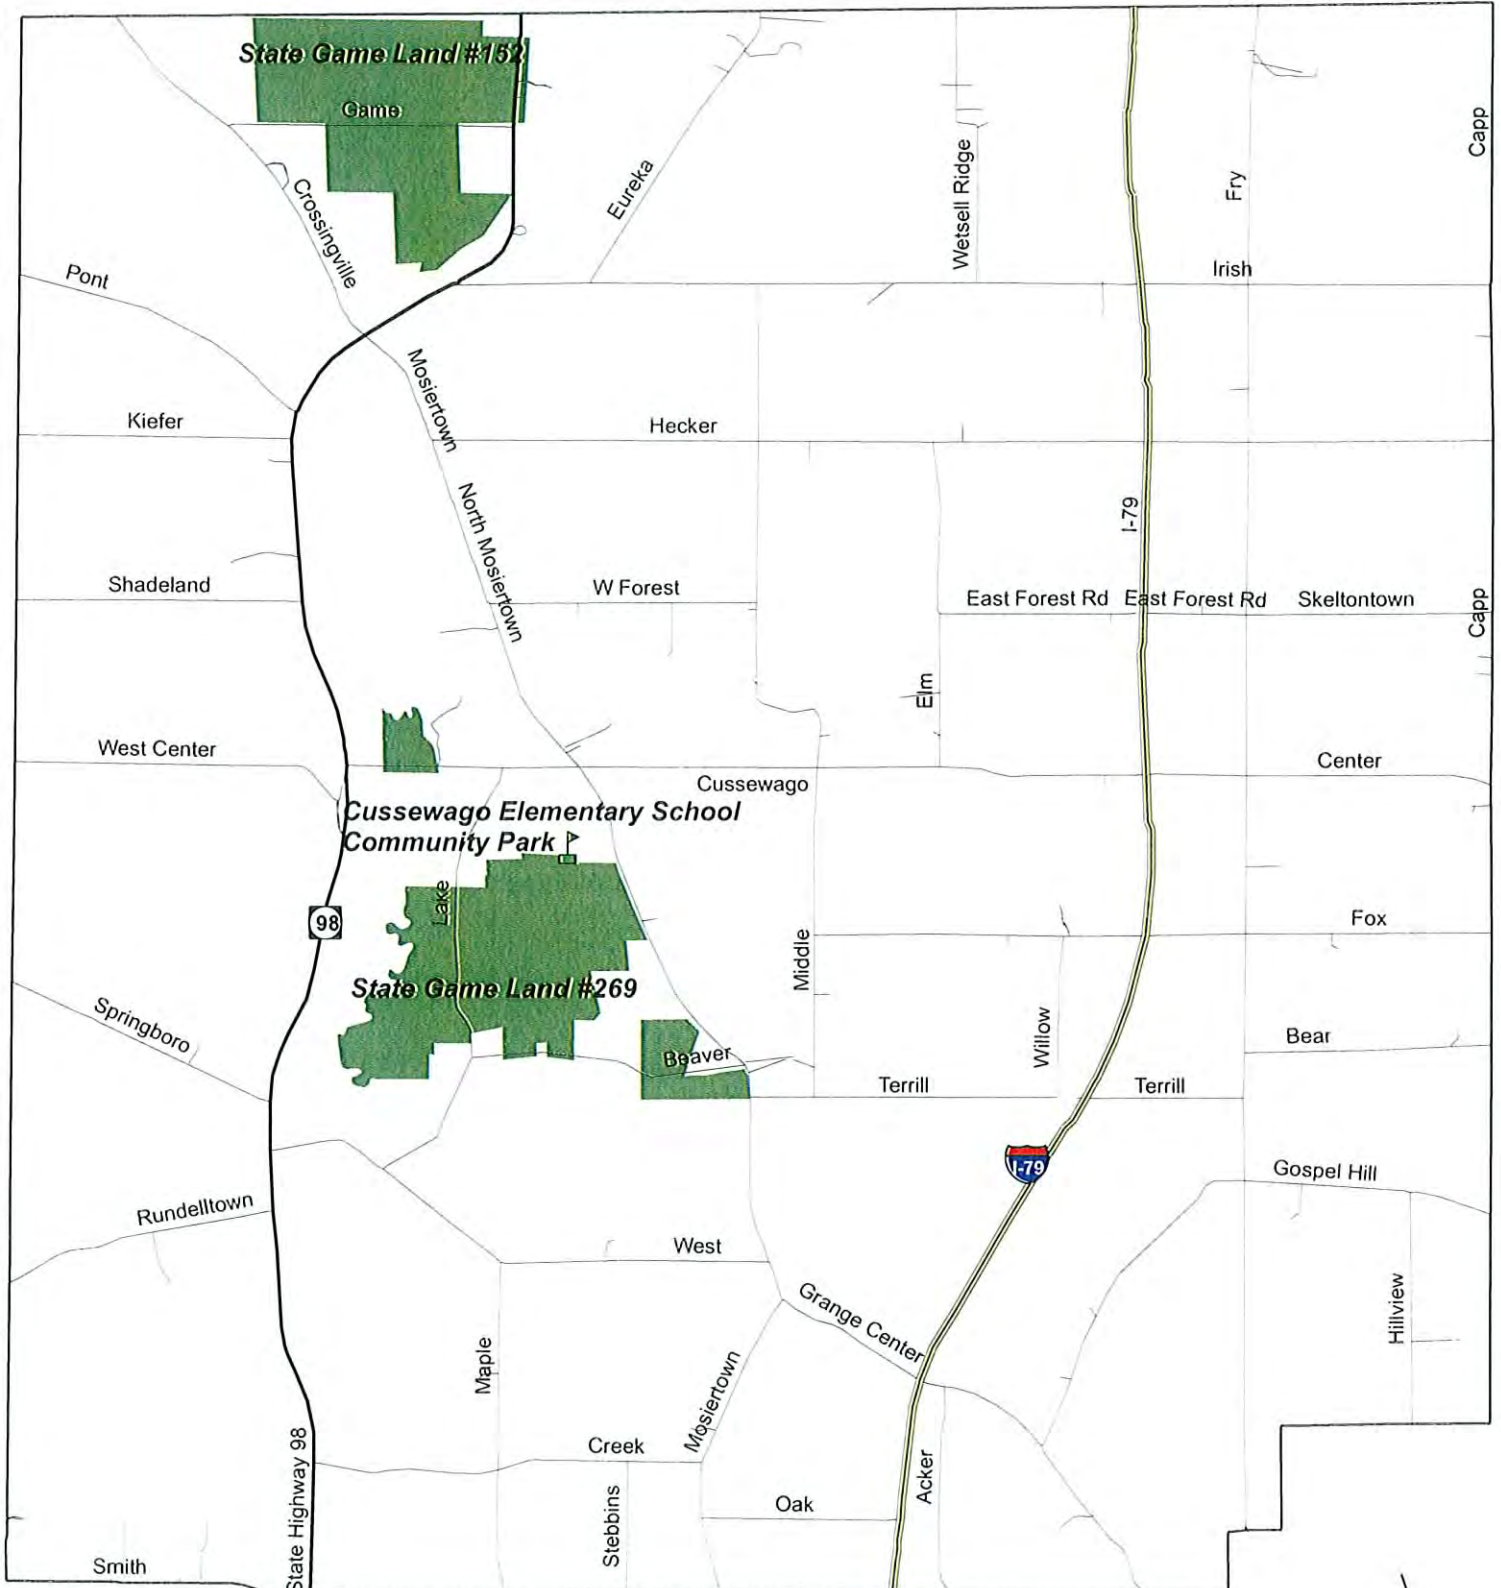 State Game Land #152
Game
Capp
Wetsell Ridge
Eureka
Fry
Crossingville
Irish
Pont
Mosiertown
Kiefer
Hecker
I-79
North Mosiertown
Shadeland
W Forest
East Forest Rd
East Forest Rd
Skeltontown
Capp
Elm
West Center
Center
Cussewago
Cussewago Elementary School
Community Park
Lake
98
Fox
Middle
State Game Land #269
Springboro
Willow
Bear
Beaver
Terrill
Terrill
I-79
Gospel Hill
Rundelltown
West
Grange Center
Hillview
Maple
Mosiertown
Creek
State Highway 98
Acker
Oak
Stebbins
Smith